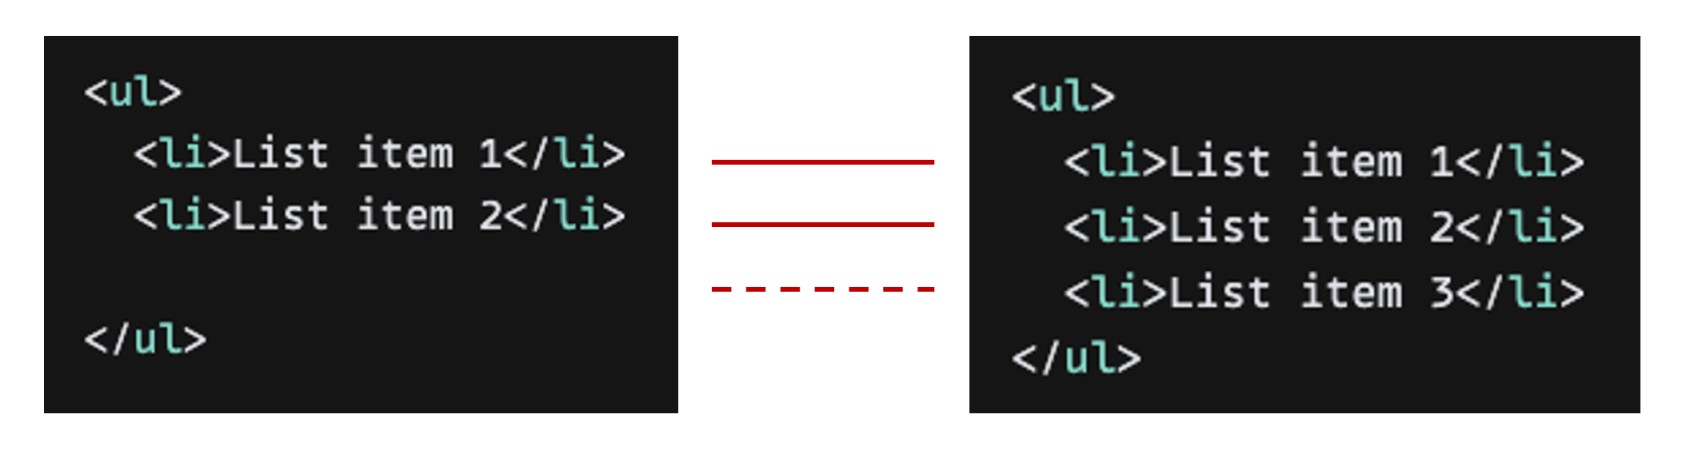 <ul>
<li>List item 1</li>
<li>List item 2</li>
</ul>
<ul>
<li>List item 1</li>
<li>List item 2</li>
<li>List item 3</li>
</ul>